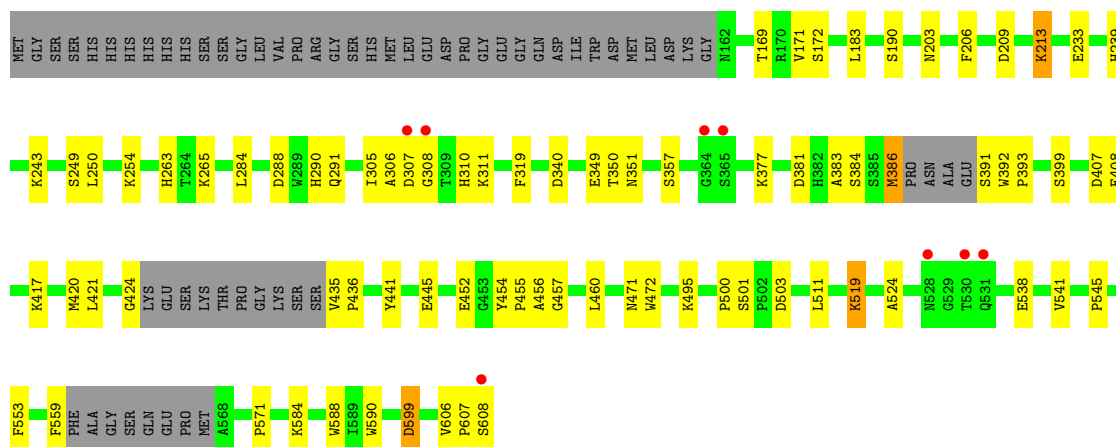 MET GLY SER SER HIS HIS HIS HIS HIS HIS SER SER GLY LEU VAL PRO ARG GLY SER HIS MET LEU GLU ASP PRO GLY GLU GLY GLN ASP ILE TRP ASP MET LEU ASP LYS GLY N162 T169 R170 V171 S172 L183 S190 N203 F206 D209 K213 E233 H239
K243 S249 L250 K254 H263 T264 K265 L284 D288 W289 H290 Q291 I305 A306 D307 G308 T309 H310 K311 F319 D340 E349 T350 N351 S357 G364 S365 K377 D381 H382 A383 S384 S385 M386 PRO ASN ALA GLU S391 W392 P393 S399 D407
K417 M420 L421 G424 LYS GLU SER LYS THR PRO GLY LYS SER SER V435 P436 Y441 E445 E452 G453 Y454 P455 A456 G457 L460 N471 W472 K495 P500 S501 P502 D503 L511 K519 A524 N528 G529 T530 Q531 E538 V541 P545
F553 F559 PHE ALA GLY SER GLN GLU PRO MET A568 P571 K584 W588 I589 W590 D599 V606 P607 S608